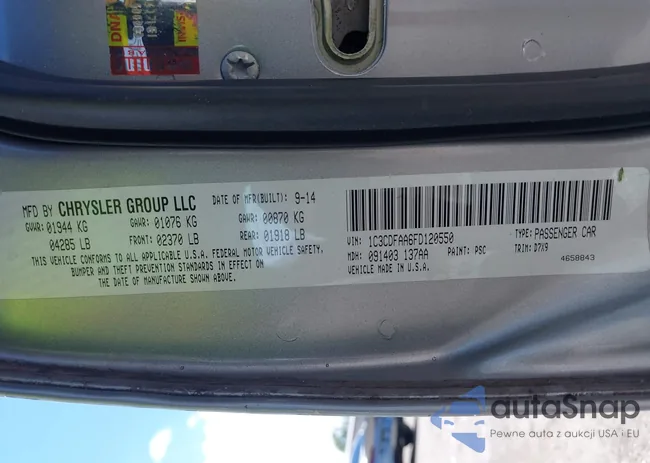 DNA
MFD BY CHRYSLER GROUP LLC
DATE OF MFR(BUILT): 9-14
GVWR: 01944 KG
GAWR: 01076 KG
GAWR: 00870 KG
04285 LB
FRONT: 02370 LB
REAR: 01918 LB
THIS VEHICLE CONFORMS TO ALL APPLICABLE U.S.A. FEDERAL MOTOR VEHICLE SAFETY,
BUMPER AND THEFT PREVENTION STANDARDS IN EFFECT ON
THE DATE OF MANUFACTURE SHOWN ABOVE.
VIN: 1C3CDFAA6FD120550
TYPE: PASSENGER CAR
MDH: 091403 137AA
PAINT: PSC
TRIM: D7X9
VEHICLE MADE IN U.S.A.
4658843
autoSnap
Pewne auta z aukcji USA i EU